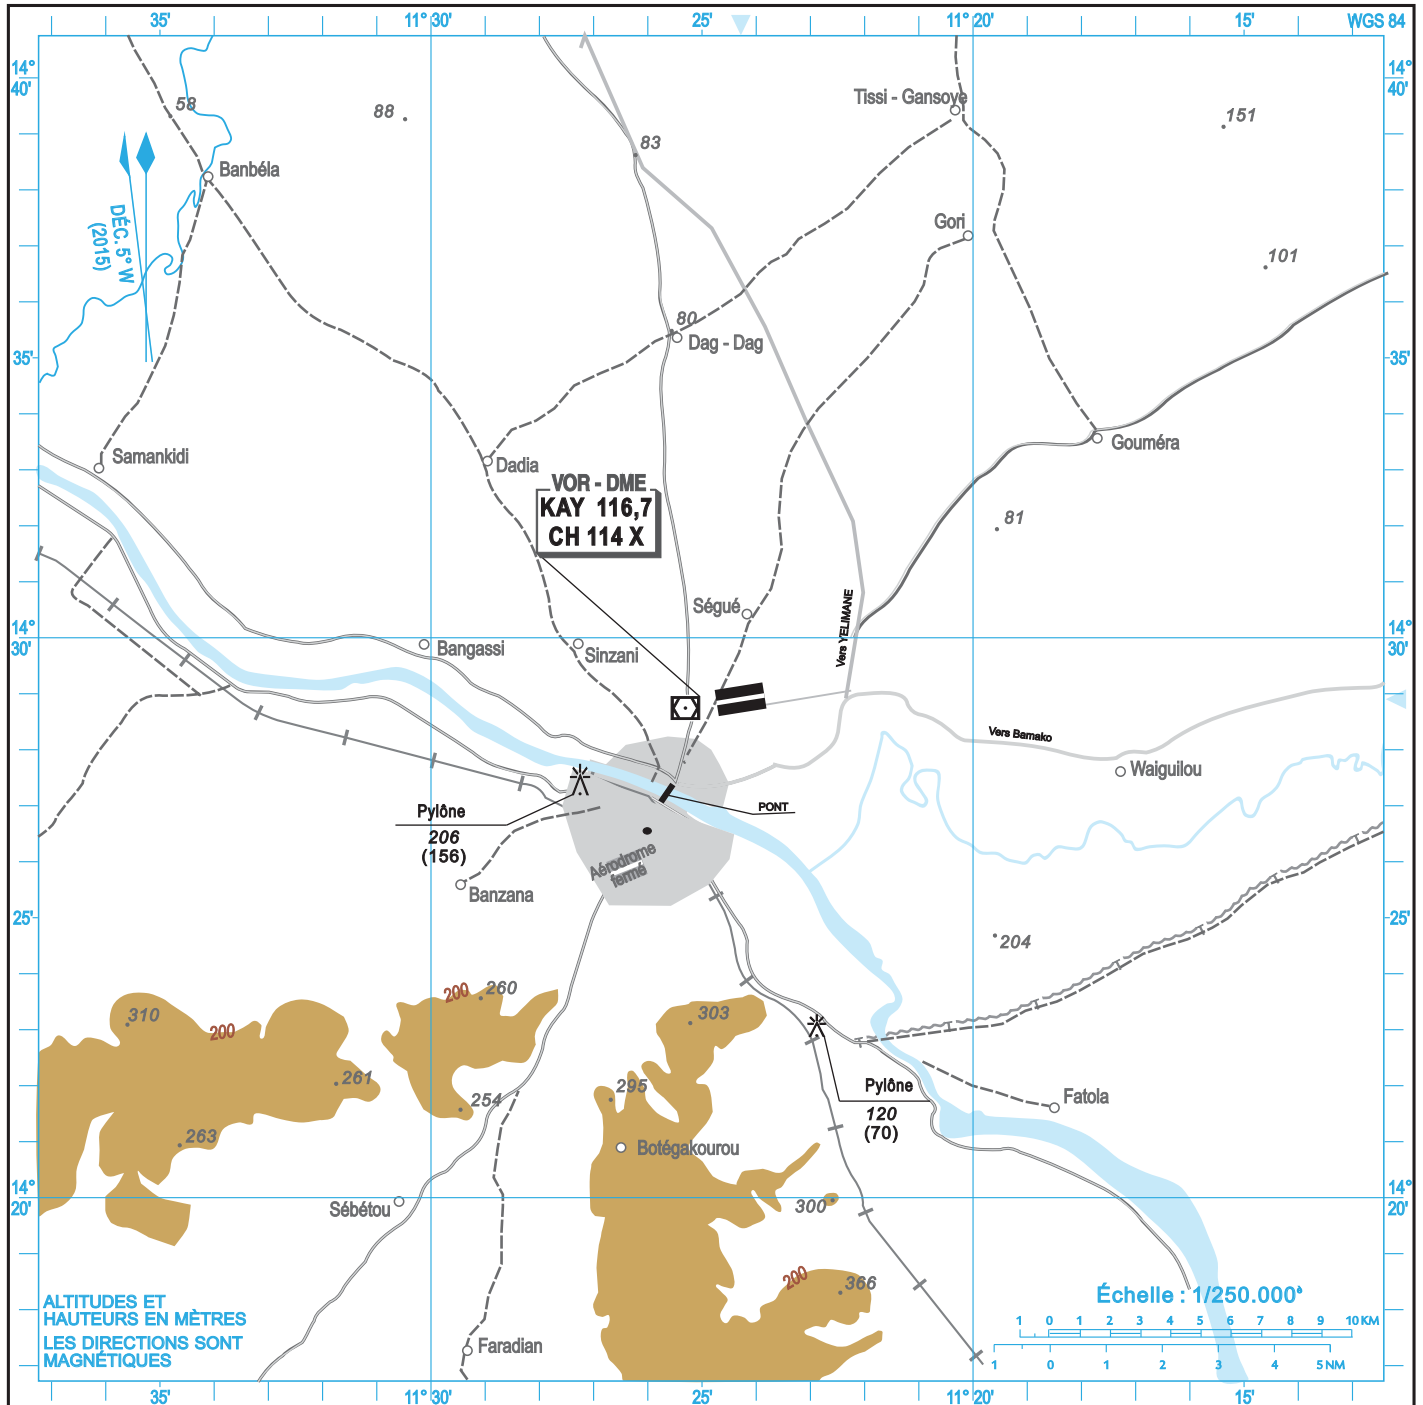 35'
11° 30'
25'
11° 20'
15'
WGS 84
14°
40'
14°
40'
58
88
83
Tissi - Gansoye
151
Banbéla
Gori
DÉC. 5° W
(2015)
101
80
Dag - Dag
35'
35'
Samankidi
Dadia
Gouméra
VOR - DME
KAY 116,7
CH 114 X
81
Ségué
Vers YELIMANE
14°
30'
14°
30'
Bangassi
Sinzani
Vers Bamako
Waiguilou
Pylône
206
(156)
PONT
Aérodrome
fermé
Banzana
25'
25'
204
310
200
200
260
303
261
254
295
Pylône
120
(70)
Fatola
263
Botégakourou
14°
20'
14°
20'
Sébétou
300
200
366
ALTITUDES ET
HAUTEURS EN MÈTRES
LES DIRECTIONS SONT
MAGNÉTIQUES
Faradian
Échelle : 1/250.000è
1 0 1 2 3 4 5 6 7 8 9 10 KM
1 0 1 2 3 4 5 NM
35'
11° 30'
25'
11° 20'
15'